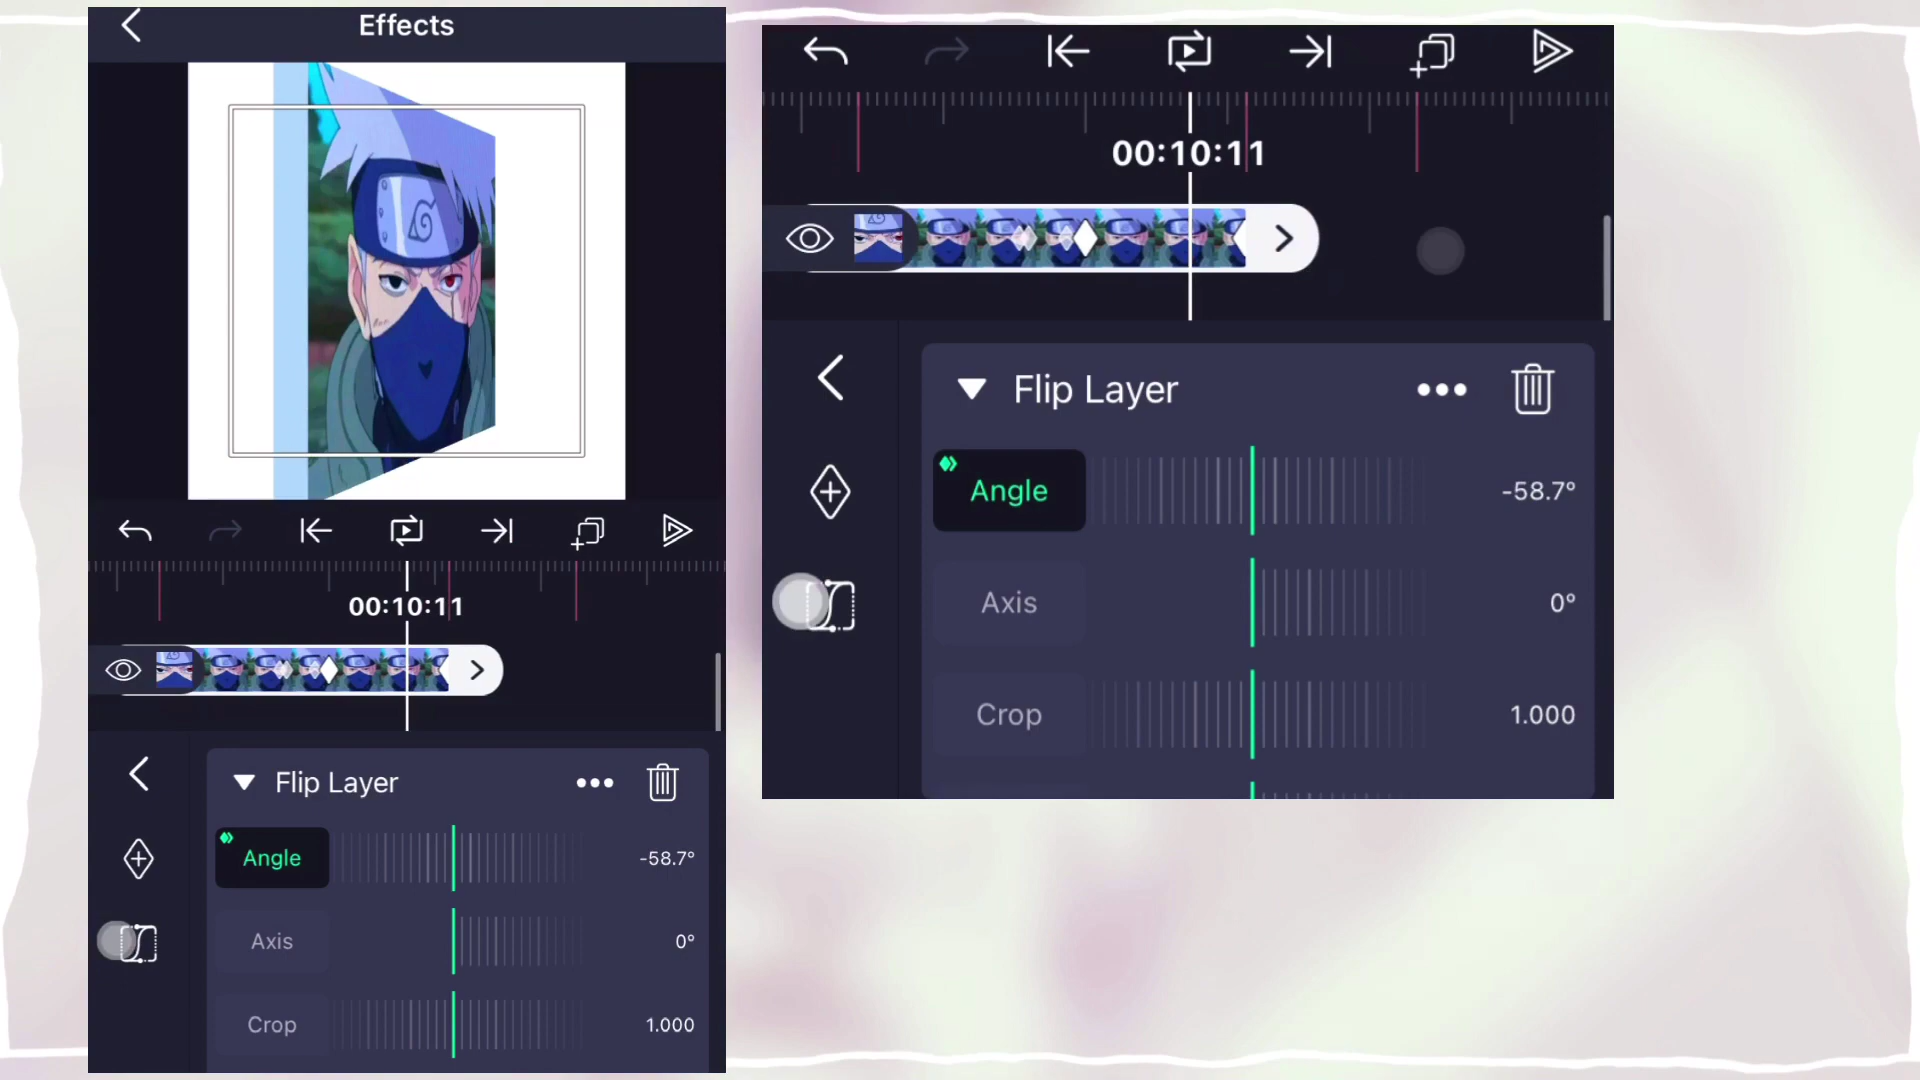 Effects
00:10:11
Flip Layer
Angle
-58.7°
Axis
0°
Crop
1.000
00:10:11
Flip Layer
Angle
-58.7°
Axis
0°
Crop
1.000